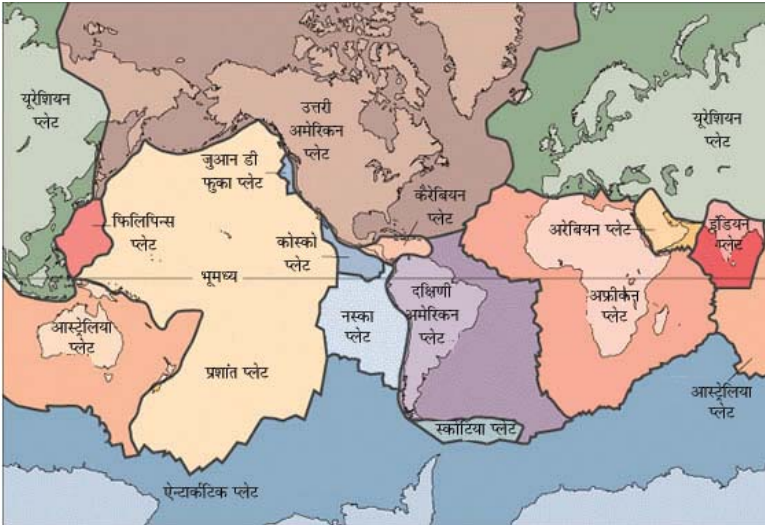 यूरेशियन
प्लेट
उत्तरी
अमेरिकन
प्लेट
यूरेशियन
प्लेट
जुआन डी
फुका प्लेट
कैरेबियन
प्लेट
फिलिपिन्स
प्लेट
कोस्को
प्लेट
अरेबियन प्लेट
इंडियन
प्लेट
भूमध्य
दक्षिणी
अमेरिकन
प्लेट
अफ्रीकन
प्लेट
नस्का
प्लेट
आस्ट्रेलिया
प्लेट
प्रशांत प्लेट
आस्ट्रेलिया
प्लेट
स्कोटिया प्लेट
ऐन्टार्कटिक प्लेट